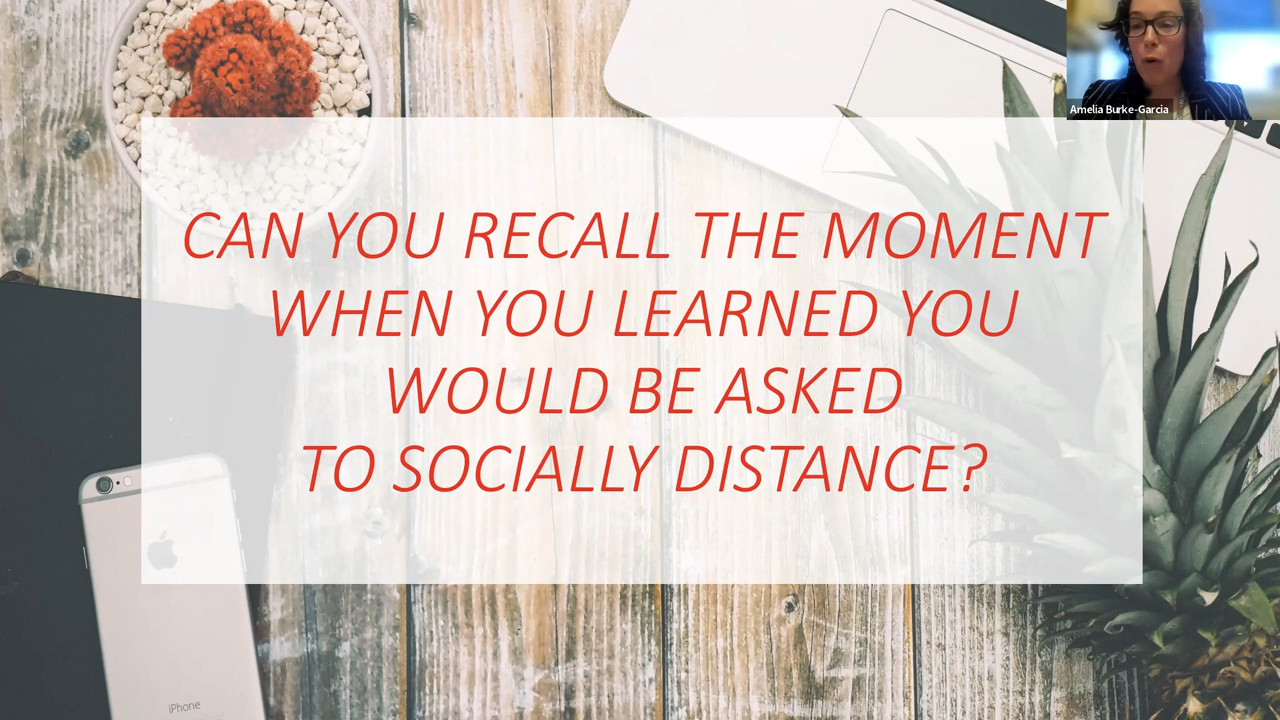 Amelia Burke-Garcia
CAN YOU RECALL THE MOMENT
WHEN YOU LEARNED YOU
WOULD BE ASKED
TO SOCIALLY DISTANCE?
iPhone